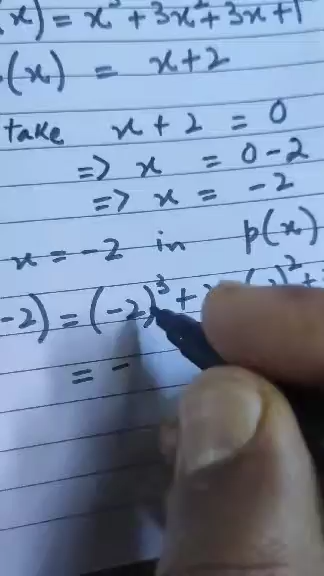 x) = x³ + 3x² + 3x + 1
(x) = x + 2
take x + 2 = 0
=> x = 0 - 2
=> x = -2
x = -2 in p(x)
-2) = (-2)³ +
= -